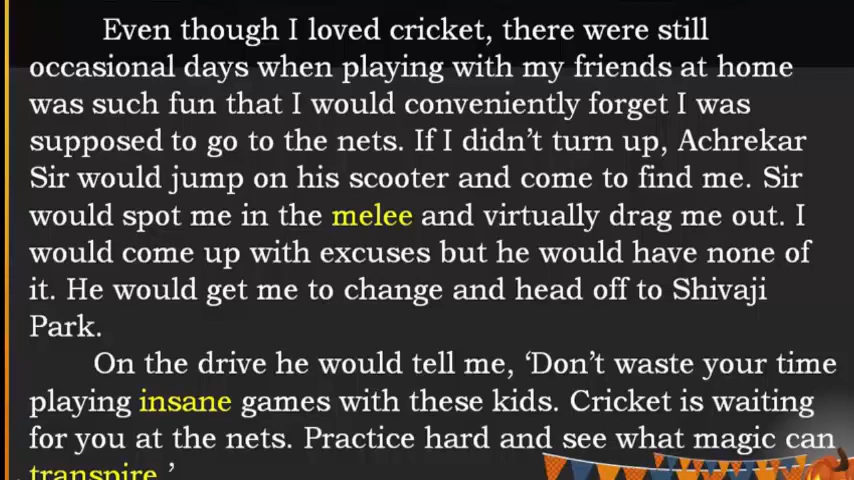 Even though I loved cricket, there were still
occasional days when playing with my friends at home
was such fun that I would conveniently forget I was
supposed to go to the nets. If I didn’t turn up, Achrekar
Sir would jump on his scooter and come to find me. Sir
would spot me in the melee and virtually drag me out. I
would come up with excuses but he would have none of
it. He would get me to change and head off to Shivaji
Park.
On the drive he would tell me, ‘Don’t waste your time
playing insane games with these kids. Cricket is waiting
for you at the nets. Practice hard and see what magic can
transpire.’